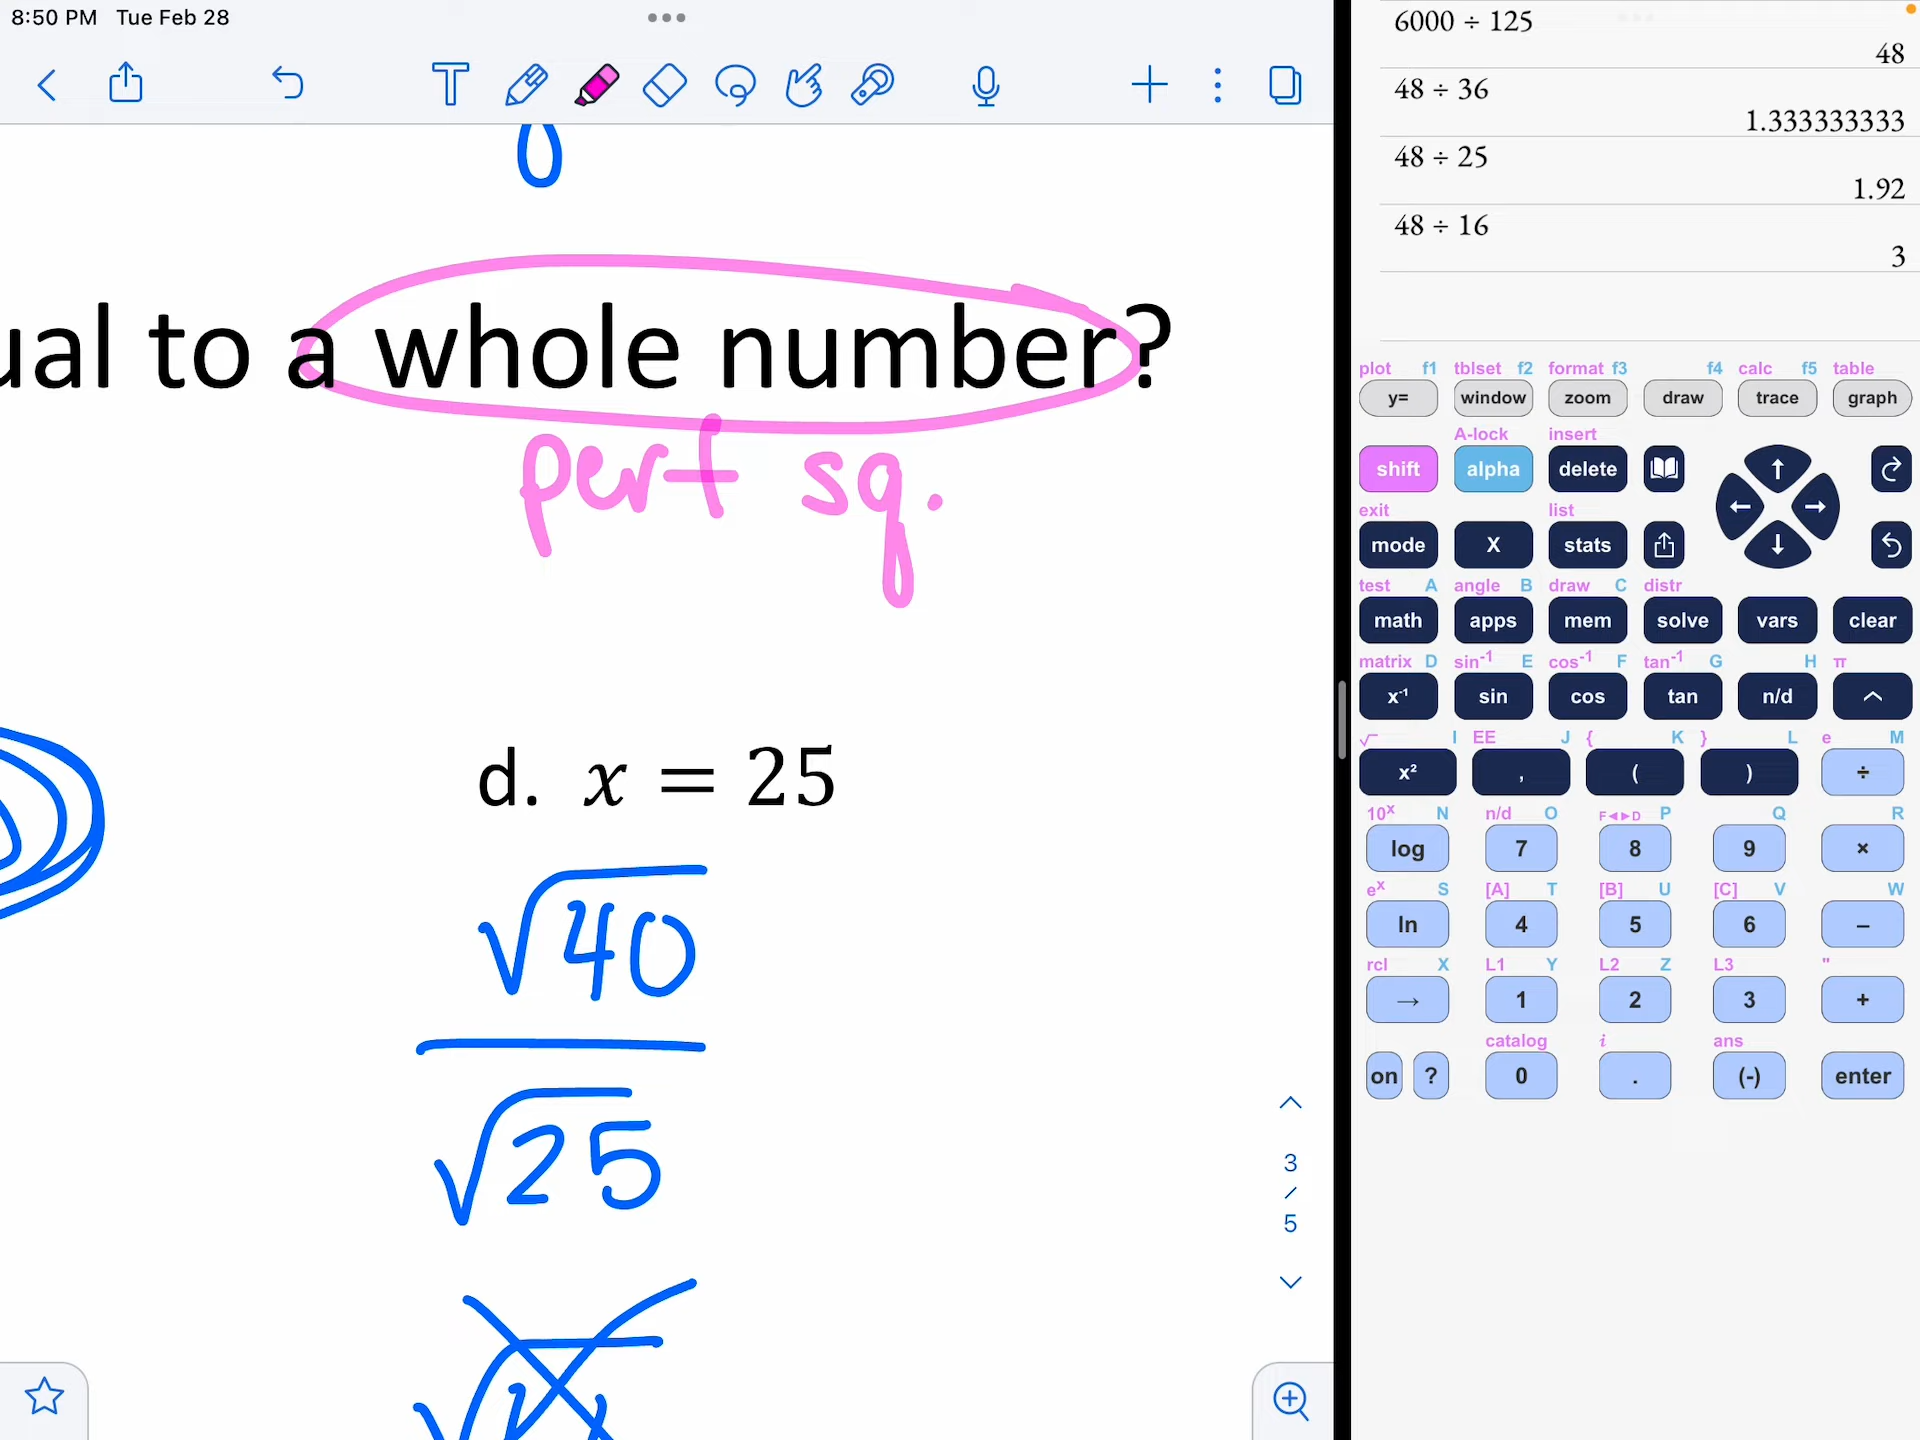 8:50 PM Tue Feb 28
T
ual to a whole number?
perf sq.
d. x = 25
√40
√25
3
/
5
6000 ÷ 125
48
48 ÷ 36
1.333333333
48 ÷ 25
1.92
48 ÷ 16
3
plot f1 tblset f2 format f3 f4 calc f5 table
y= window zoom draw trace graph
A-lock insert
shift alpha delete
exit list
mode X stats
test A angle B draw C distr
math apps mem solve vars clear
matrix D sin-1 E cos-1 F tan-1 G H π
x-1 sin cos tan n/d ^
√ I EE J { K } L e M
x² , ( ) ÷
10x N n/d O F◄►D P Q R
log 7 8 9 ×
ex S [A] T [B] U [C] V W
ln 4 5 6 −
rcl X L1 Y L2 Z L3 "
→ 1 2 3 +
catalog i ans
on ? 0 . (-) enter